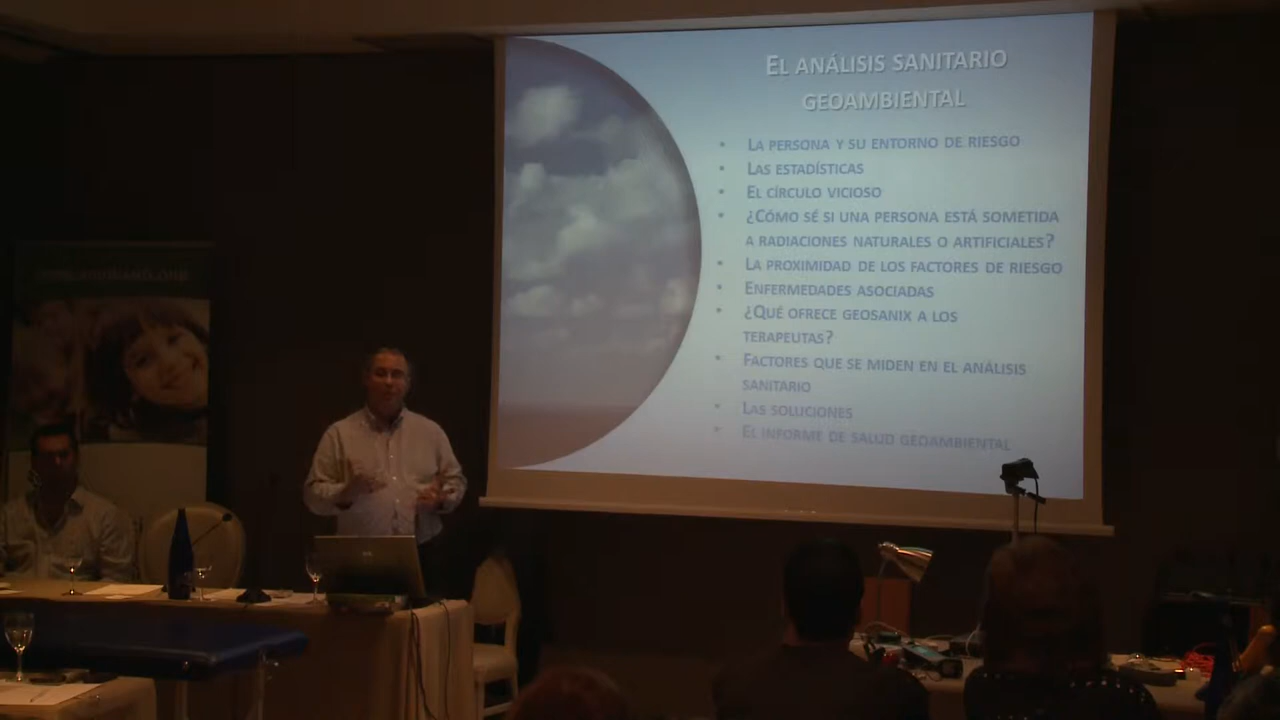 EL ANÁLISIS SANITARIO
GEOAMBIENTAL
• LA PERSONA Y SU ENTORNO DE RIESGO
• LAS ESTADÍSTICAS
• EL CÍRCULO VICIOSO
• ¿CÓMO SÉ SI UNA PERSONA ESTÁ SOMETIDA
A RADIACIONES NATURALES O ARTIFICIALES?
• LA PROXIMIDAD DE LOS FACTORES DE RIESGO
• ENFERMEDADES ASOCIADAS
• ¿QUÉ OFRECE GEOSANIX A LOS
TERAPEUTAS?
• FACTORES QUE SE MIDEN EN EL ANÁLISIS
SANITARIO
• LAS SOLUCIONES
• EL INFORME DE SALUD GEOAMBIENTAL